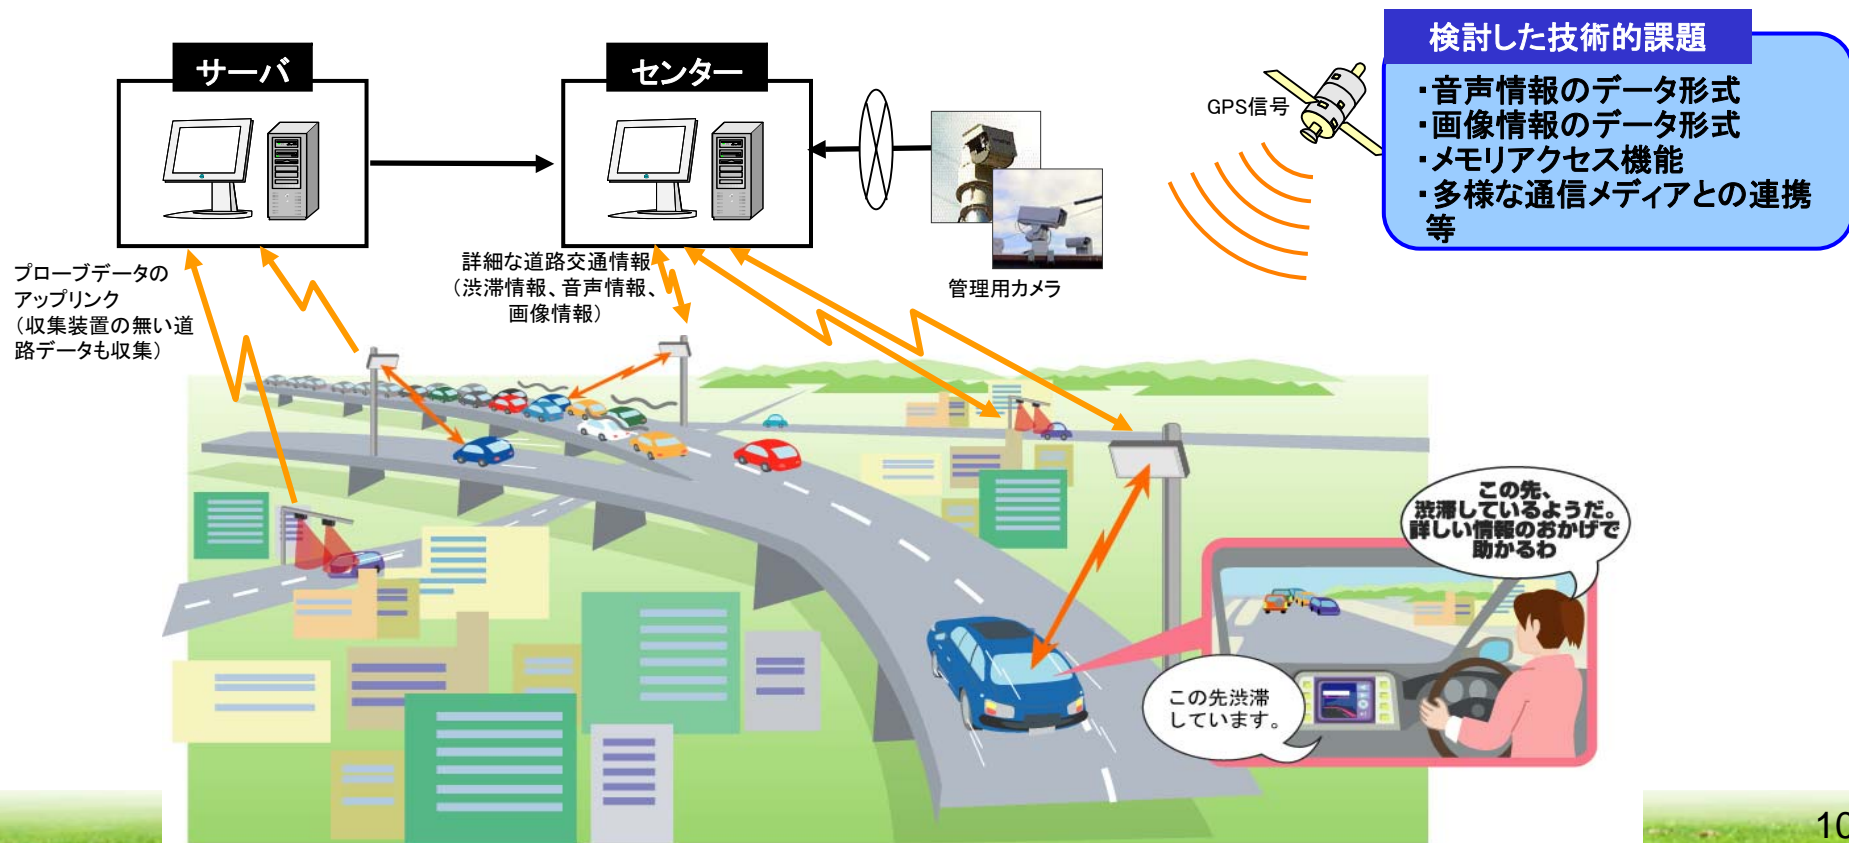 サーバ
センター
GPS信号
検討した技術的課題
・音声情報のデータ形式
・画像情報のデータ形式
・メモリアクセス機能
・多様な通信メディアとの連携
等
プローブデータの
アップリンク
（収集装置の無い道
路データも収集）
詳細な道路交通情報
（渋滞情報、音声情報、
画像情報）
管理用カメラ
この先、
渋滞しているようだ。
詳しい情報のおかげで
助かるわ
この先渋滞
しています。
10